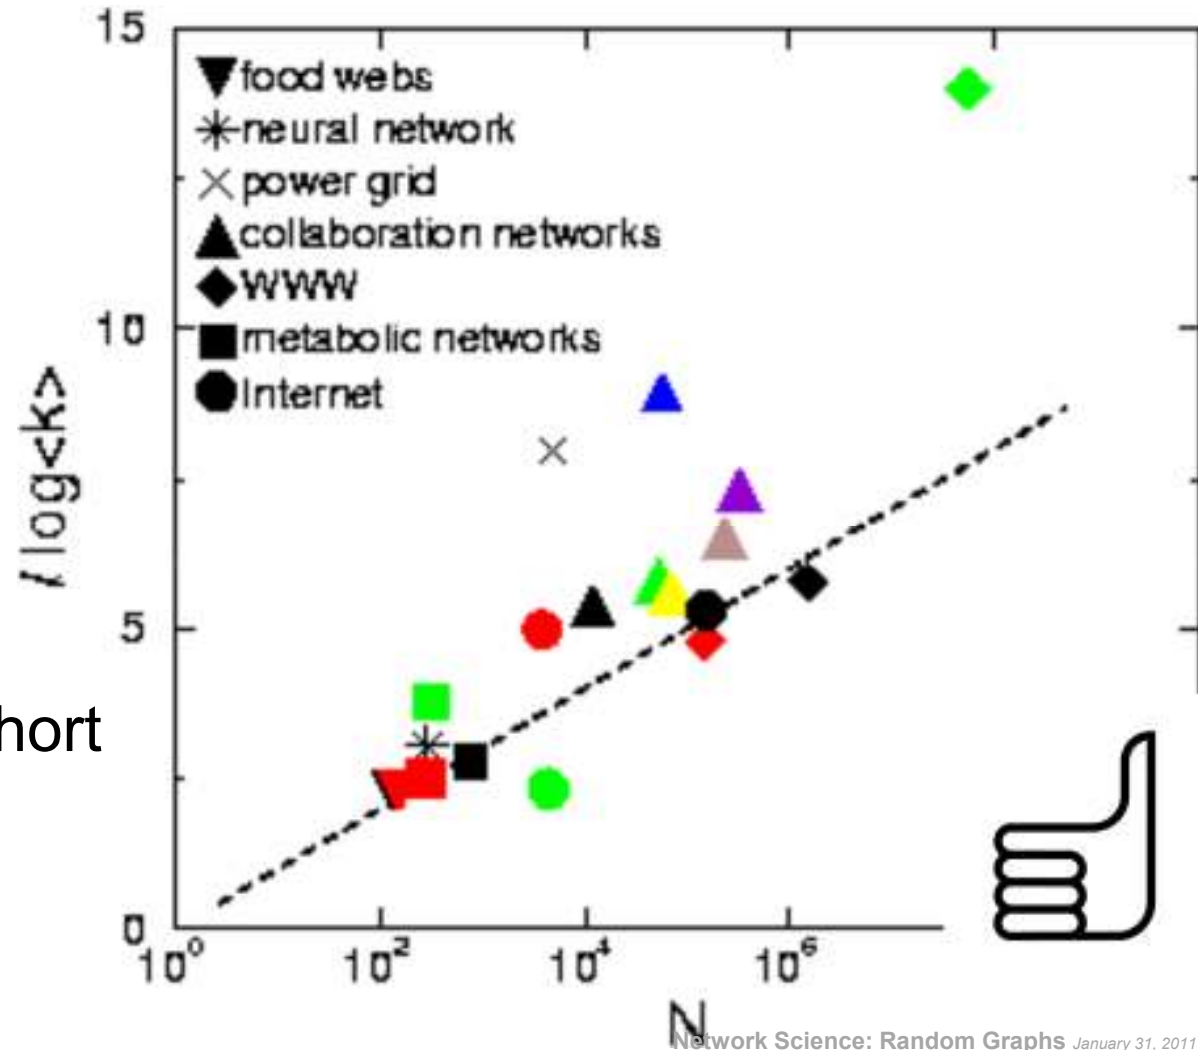 15
food webs
neural network
power grid
collaboration networks
WWW
10
metabolic networks
Internet
l log<k>
5
hort
0
10⁰ 10² 10⁴ 10⁶
N
Network Science: Random Graphs January 31, 2011